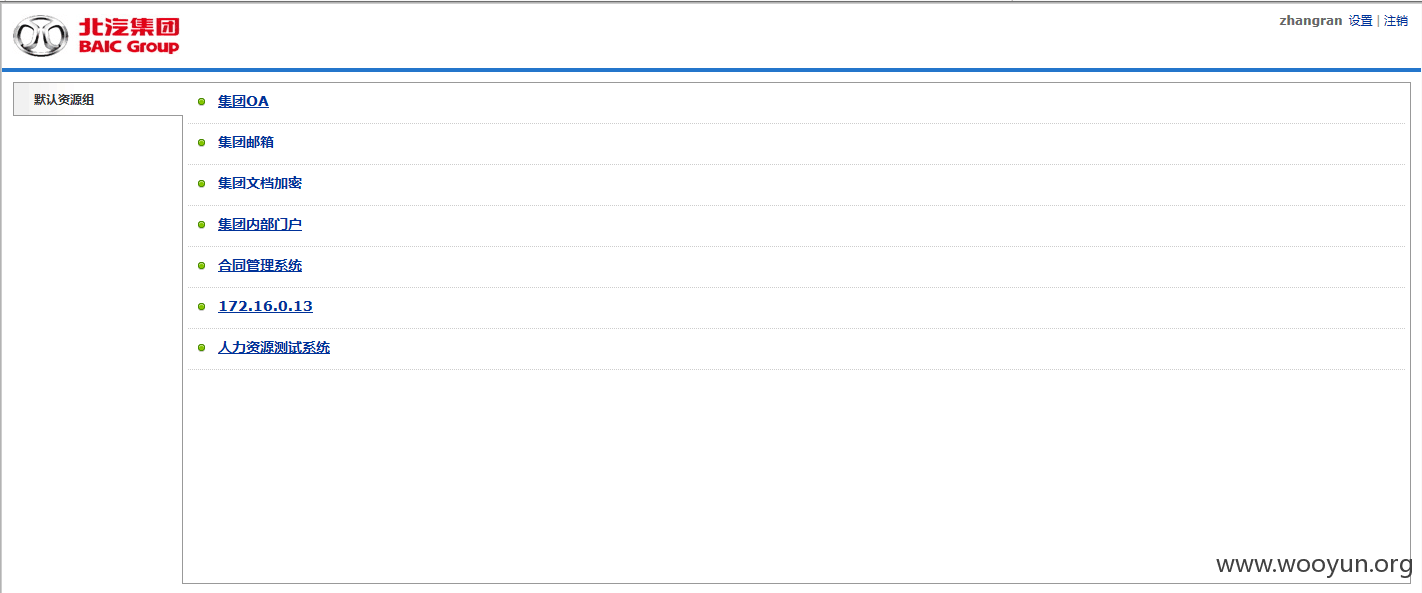 北汽集团
BAIC Group
zhangran 设置 | 注销
默认资源组
集团OA
集团邮箱
集团文档加密
集团内部门户
合同管理系统
172.16.0.13
人力资源测试系统
www.wooyun.org